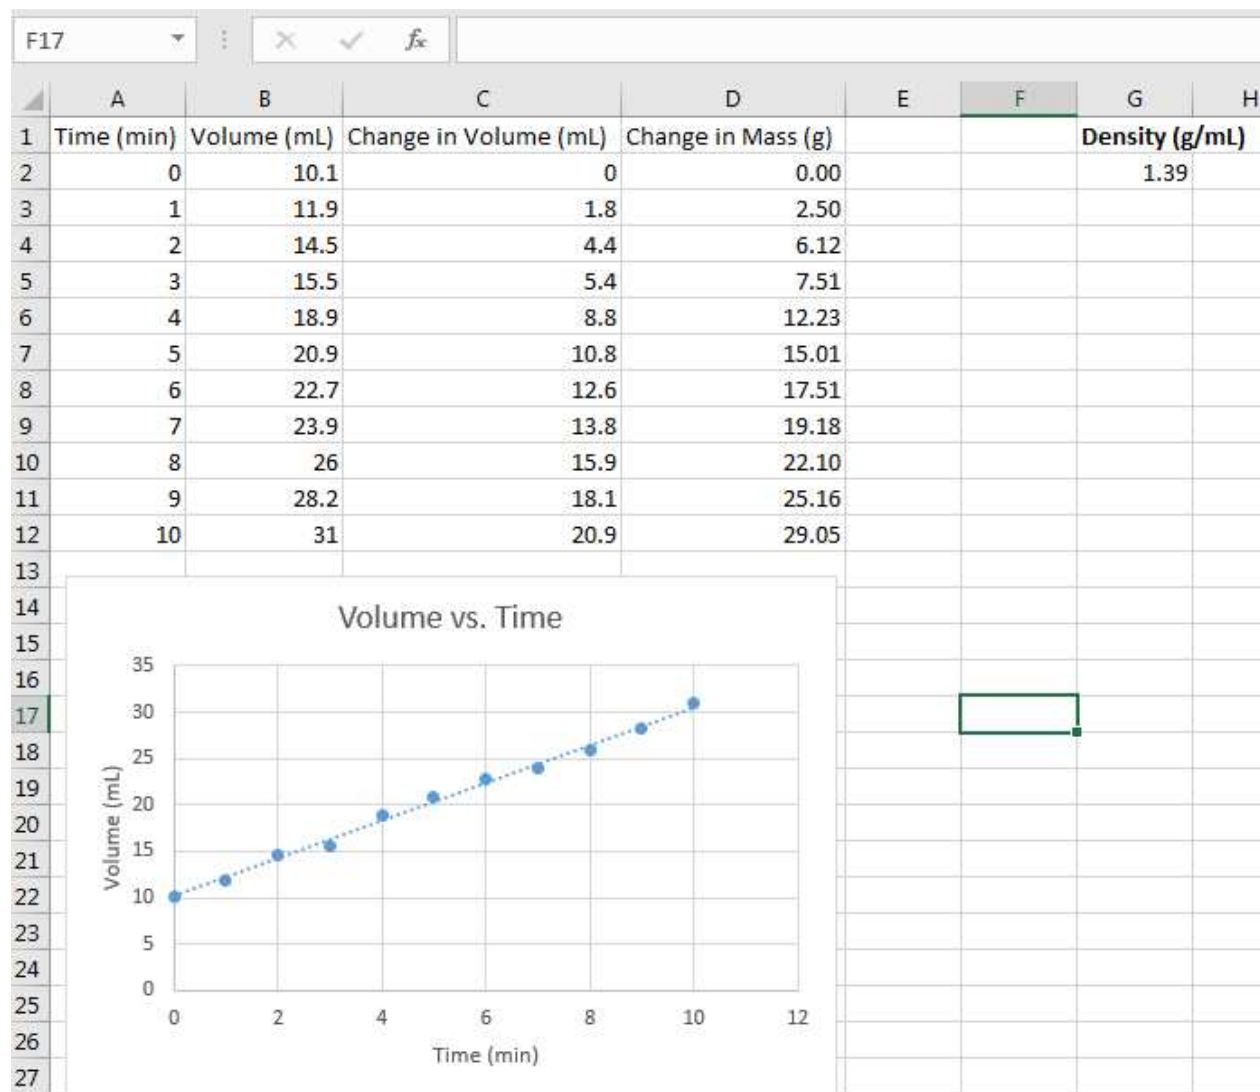 F17 fx
A B C D E F G H
1 Time (min) Volume (mL) Change in Volume (mL) Change in Mass (g) Density (g/mL)
2 0 10.1 0 0.00 1.39
3 1 11.9 1.8 2.50
4 2 14.5 4.4 6.12
5 3 15.5 5.4 7.51
6 4 18.9 8.8 12.23
7 5 20.9 10.8 15.01
8 6 22.7 12.6 17.51
9 7 23.9 13.8 19.18
10 8 26 15.9 22.10
11 9 28.2 18.1 25.16
12 10 31 20.9 29.05
13
14
15
16
17
18
19
20
21
22
23
24
25
26
27
Volume vs. Time
35
30
25
20
15
10
5
0
Volume (mL)
0 2 4 6 8 10 12
Time (min)